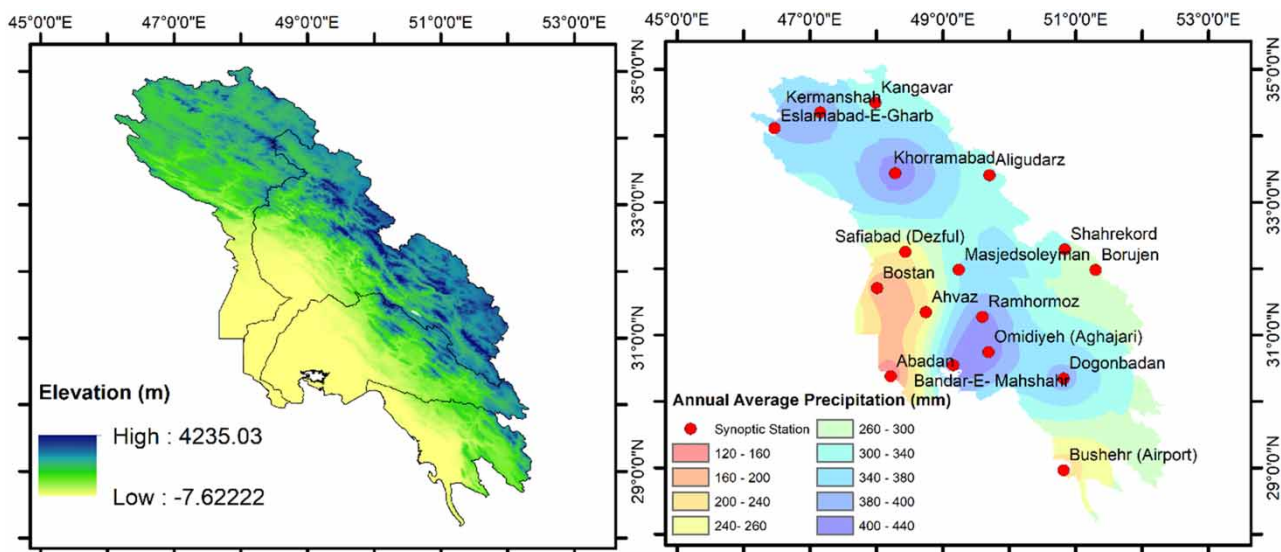 45°0'0"E 47°0'0"E 49°0'0"E 51°0'0"E 53°0'0"E
35°0'0"N
33°0'0"N
31°0'0"N
29°0'0"N
Elevation (m)
High : 4235.03
Low : -7.62222
45°0'0"E 47°0'0"E 49°0'0"E 51°0'0"E 53°0'0"E
35°0'0"N
33°0'0"N
31°0'0"N
29°0'0"N
Kangavar
Kermanshah
Eslamabad-E-Gharb
Khorramabad
Aligudarz
Safiabad (Dezful)
Shahrekord
Masjedsoleyman
Borujen
Bostan
Ahvaz
Ramhormoz
Omidiyeh (Aghajari)
Abadan
Dogonbadan
Bandar-E- Mahshahr
Bushehr (Airport)
Annual Average Precipitation (mm)
Synoptic Station
120 - 160
160 - 200
200 - 240
240- 260
260 - 300
300 - 340
340 - 380
380 - 400
400 - 440